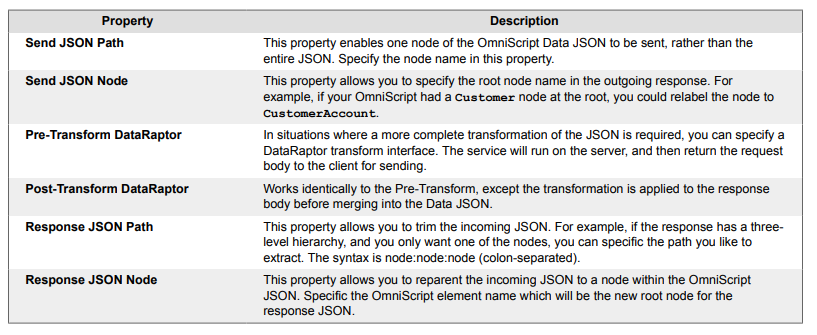 Property Description
Send JSON Path This property enables one node of the OmniScript Data JSON to be sent, rather than the
entire JSON. Specify the node name in this property.
Send JSON Node This property allows you to specify the root node name in the outgoing response. For
example, if your OmniScript had a Customer node at the root, you could relabel the node to
CustomerAccount.
Pre-Transform DataRaptor In situations where a more complete transformation of the JSON is required, you can specify a
DataRaptor transform interface. The service will run on the server, and then return the request
body to the client for sending.
Post-Transform DataRaptor Works identically to the Pre-Transform, except the transformation is applied to the response
body before merging into the Data JSON.
Response JSON Path This property allows you to trim the incoming JSON. For example, if the response has a three-
level hierarchy, and you only want one of the nodes, you can specific the path you like to
extract. The syntax is node:node:node (colon-separated).
Response JSON Node This property allows you to reparent the incoming JSON to a node within the OmniScript
JSON. Specific the OmniScript element name which will be the new root node for the
response JSON.